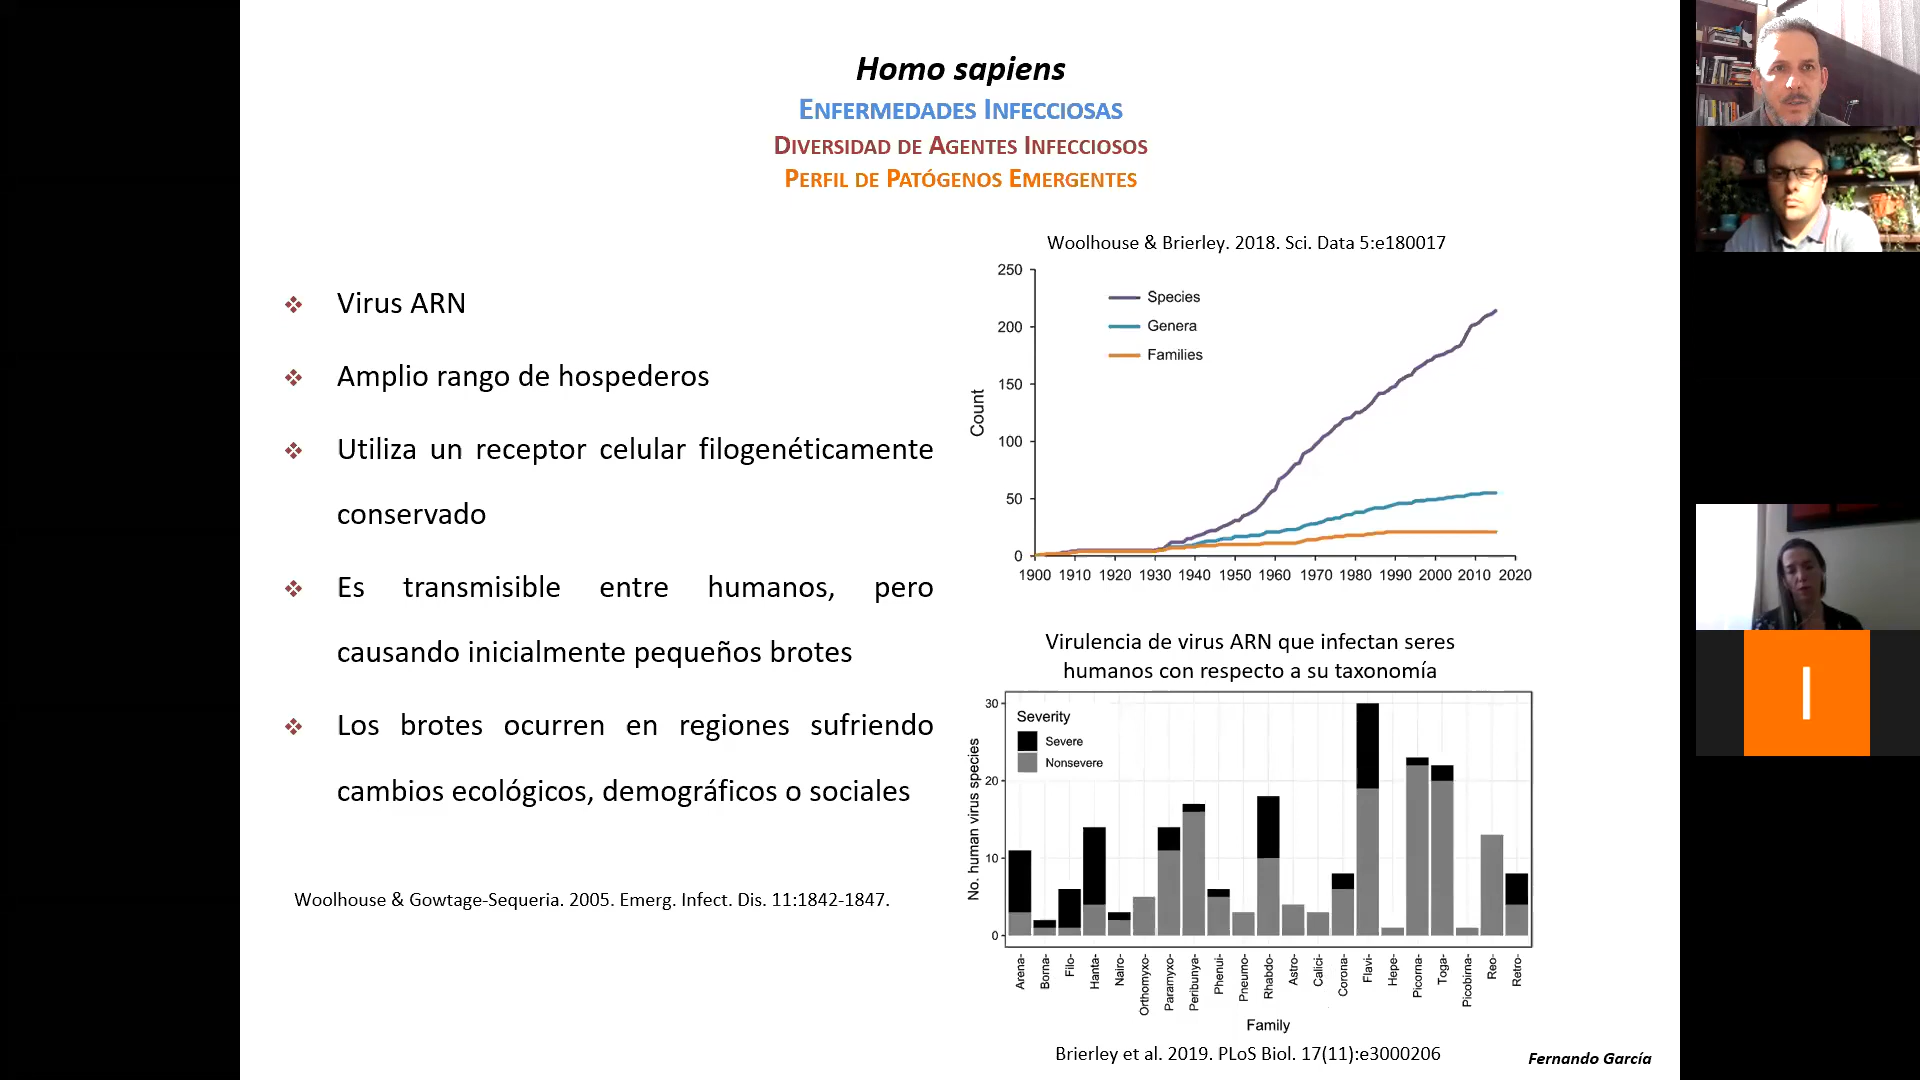 Homo sapiens
ENFERMEDADES INFECCIOSAS
DIVERSIDAD DE AGENTES INFECCIOSOS
PERFIL DE PATÓGENOS EMERGENTES
❖ Virus ARN
❖ Amplio rango de hospederos
❖ Utiliza un receptor celular filogenéticamente
conservado
❖ Es transmisible entre humanos, pero
causando inicialmente pequeños brotes
❖ Los brotes ocurren en regiones sufriendo
cambios ecológicos, demográficos o sociales
Woolhouse & Gowtage-Sequeria. 2005. Emerg. Infect. Dis. 11:1842-1847.
Woolhouse & Brierley. 2018. Sci. Data 5:e180017
Count
250
200
150
100
50
0
Species
Genera
Families
1900 1910 1920 1930 1940 1950 1960 1970 1980 1990 2000 2010 2020
Virulencia de virus ARN que infectan seres
humanos con respecto a su taxonomía
No. human virus species
30
20
10
0
Severity
Severe
Nonsevere
Arena-
Borna-
Filo-
Hanta-
Nairo-
Orthomyxo-
Paramyxo-
Peribunya-
Phenui-
Pneumo-
Rhabdo-
Astro-
Calici-
Corona-
Flavi-
Hepe-
Picorna-
Toga-
Picobirna-
Reo-
Retro-
Family
Brierley et al. 2019. PLoS Biol. 17(11):e3000206
Fernando García
I